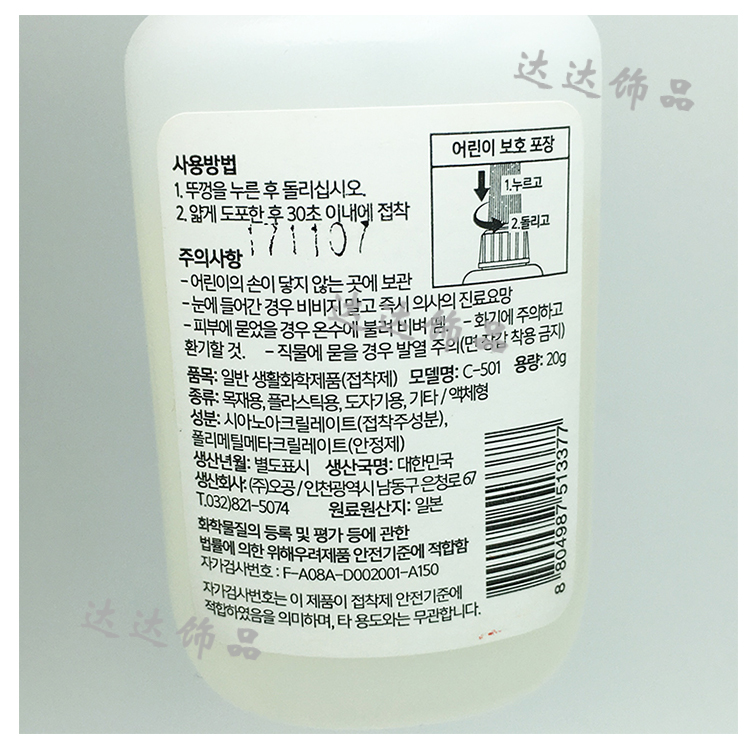 达达饰品
사용방법
1. 뚜껑을 누른 후 돌리십시오.
2. 얇게 도포한 후 30초 이내에 접착
171107
어린이 보호 포장
1.누르고
2.돌리고
주의사항
-어린이의 손이 닿지 않는 곳에 보관
-눈에 들어간 경우 비비지 고 즉시 의사의 진료요망
-피부에 묻었을 경우 온수에 불려 비벼 -화기에 주의하고
환기할 것. -직물에 묻을 경우 발열 주의(면장갑 착용 금지)
품목: 일반 생활화학제품(접착제) 모델명: C-501 용량: 20g
종류: 목재용, 플라스틱용, 도자기용, 기타 / 액체형
성분: 시아노아크릴레이트(접착주성분),
폴리메틸메타크릴레이트(안정제)
생산년월: 별도표시 생산국명: 대한민국
생산회사: (주)오공 / 인천광역시 남동구 은청로 67
T.032)821-5074 원료원산지: 일본
화학물질의 등록 및 평가 등에 관한
법률에 의한 위해우려제품 안전기준에 적합함
자가검사번호 : F-A08A-D002001-A150
자가검사번호는 이 제품이 접착제 안전기준에
적합하였음을 의미하며, 타 용도와는 무관합니다.
8 804987 513377
达达饰品
达达饰品